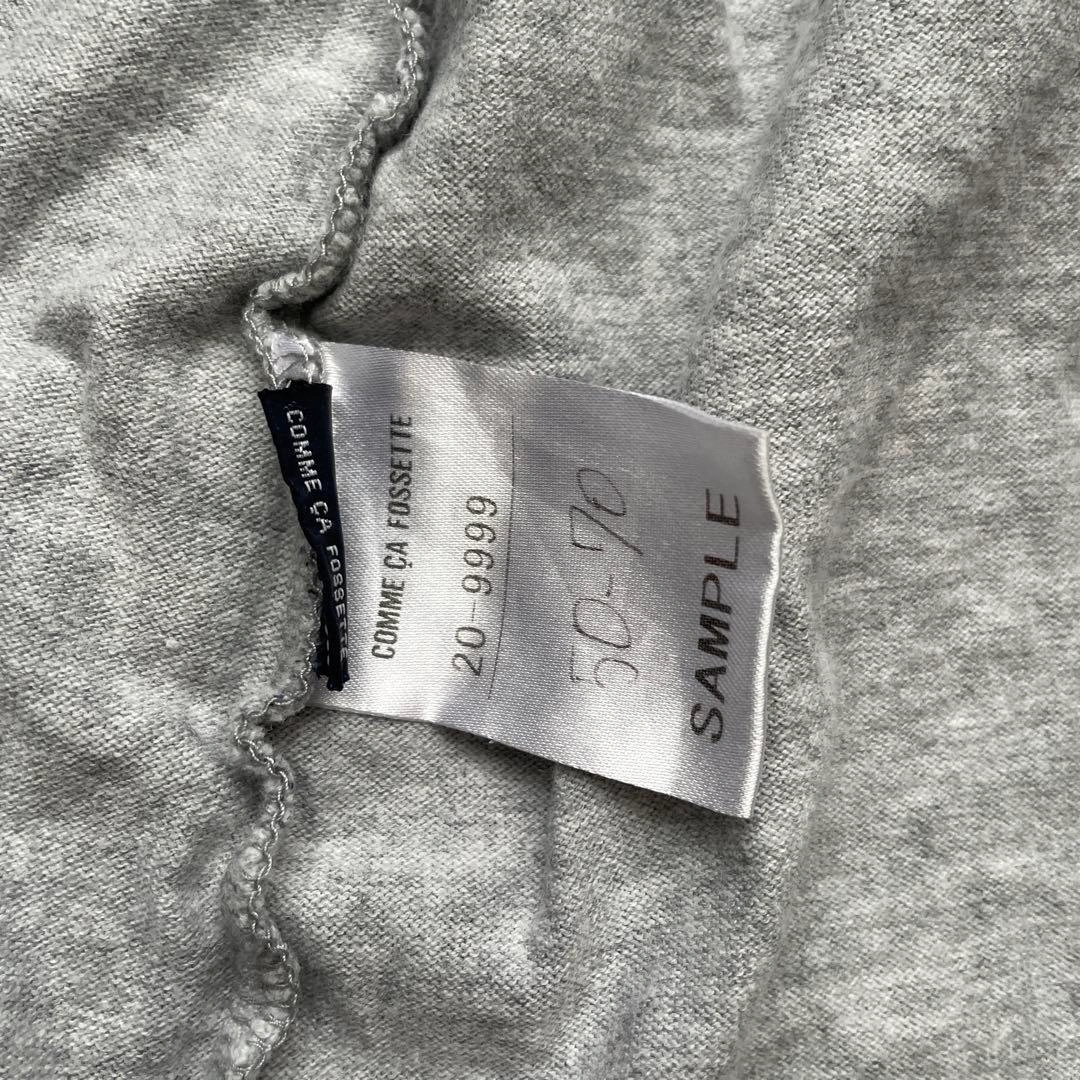 COMME ÇA FOSSETTE
COMME ÇA FOSSETTE
20-9999
50-70
SAMPLE